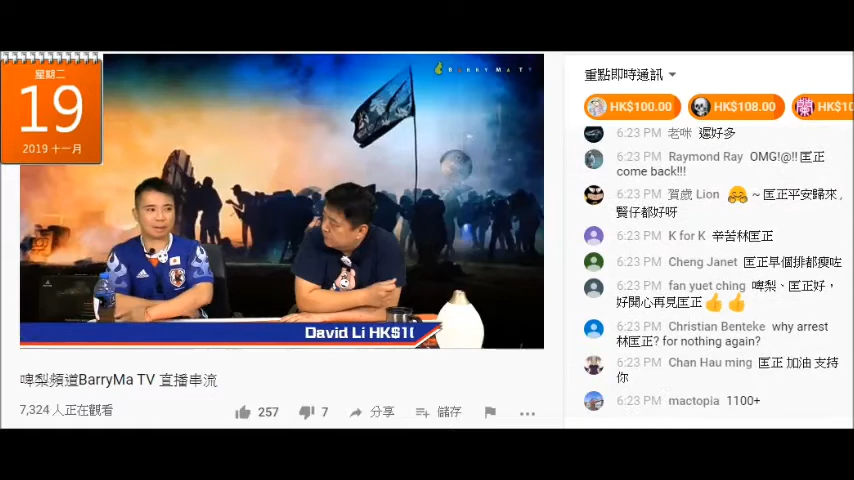 星期二
19
2019 十一月
BARRYMA TV
David Li HK$1
啤梨頻道BarryMa TV 直播串流
7,324 人正在觀看
257
7
分享
儲存
重點即時通訊
HK$100.00
HK$108.00
HK$10
6:23 PM 老咪 遲好多
6:23 PM Raymond Ray OMG!@!! 匡正
come back!!!
6:23 PM 賀歲 Lion 🤗 ~ 匡正平安歸來,
賢仔都好呀
6:23 PM K for K 辛苦林匡正
6:23 PM Cheng Janet 匡正早個排都瘦咗
6:23 PM fan yuet ching 啤梨、匡正好，
好開心再見匡正👍 👍
6:23 PM Christian Benteke why arrest
林匡正? for nothing again?
6:23 PM Chan Hau ming 匡正 加油 支持
你
6:23 PM mactopia 1100+